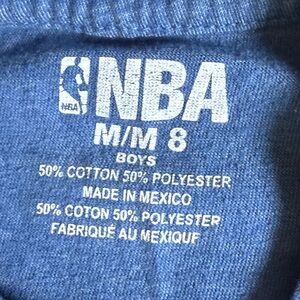 NBA
NBA
M/M 8
BOYS
50% COTTON 50% POLYESTER
MADE IN MEXICO
50% COTON 50% POLYESTER
FABRIQUÉ AU MEXIQUE